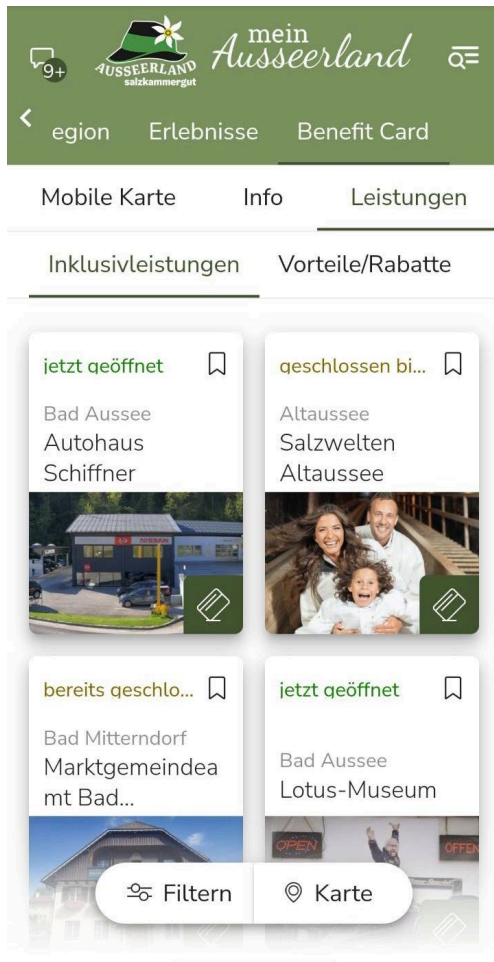 9+
AUSSEERLAND
salzkammergut
mein
Ausseerland
egion
Erlebnisse
Benefit Card
Mobile Karte
Info
Leistungen
Inklusivleistungen
Vorteile/Rabatte
jetzt geöffnet
Bad Aussee
Autohaus
Schiffner
NISSAN
geschlossen bi...
Altaussee
Salzwelten
Altaussee
bereits geschlo...
Bad Mitterndorf
Marktgemeindea
mt Bad...
jetzt geöffnet
Bad Aussee
Lotus-Museum
OPEN
OFFEN
Filtern
Karte